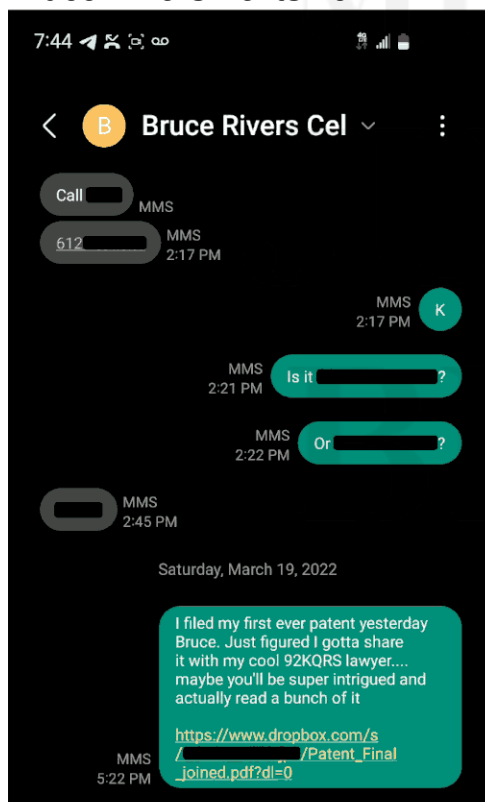 7:44
B Bruce Rivers Cel
Call
MMS
612
MMS
2:17 PM
MMS
2:17 PM
K
MMS
2:21 PM
Is it ?
MMS
2:22 PM
Or ?
MMS
2:45 PM
Saturday, March 19, 2022
I filed my first ever patent yesterday
Bruce. Just figured I gotta share
it with my cool 92KQRS lawyer....
maybe you'll be super intrigued and
actually read a bunch of it
https://www.dropbox.com/s
/ /Patent_Final
_joined.pdf?dl=0
MMS
5:22 PM